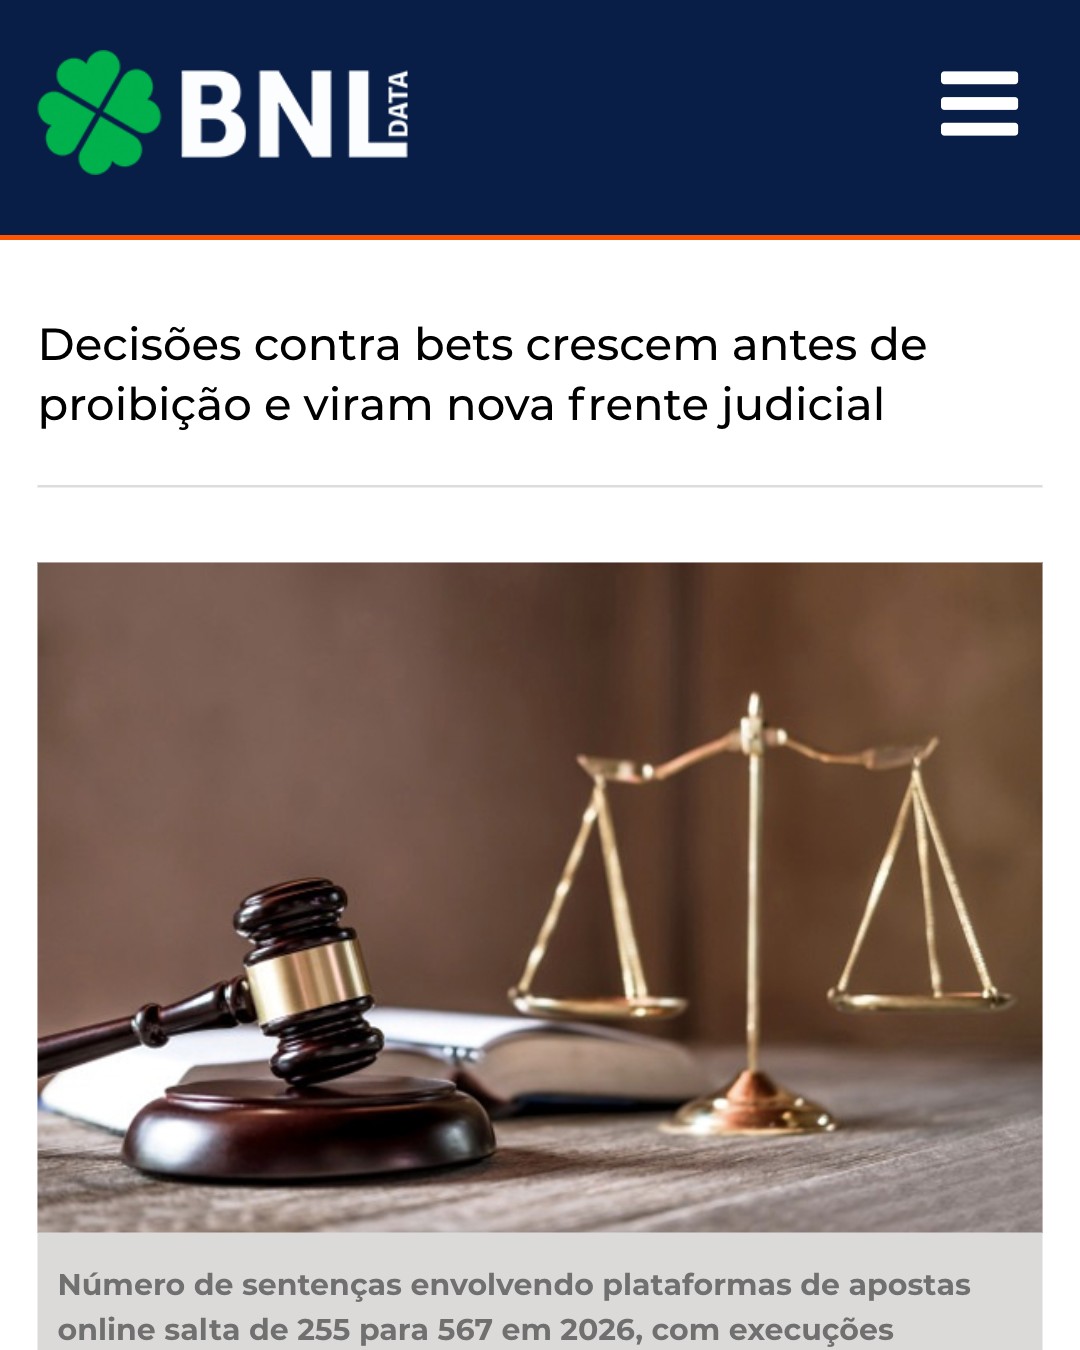 BNL DATA
Decisões contra bets crescem antes de
proibição e viram nova frente judicial
Número de sentenças envolvendo plataformas de apostas
online salta de 255 para 567 em 2026, com execuções